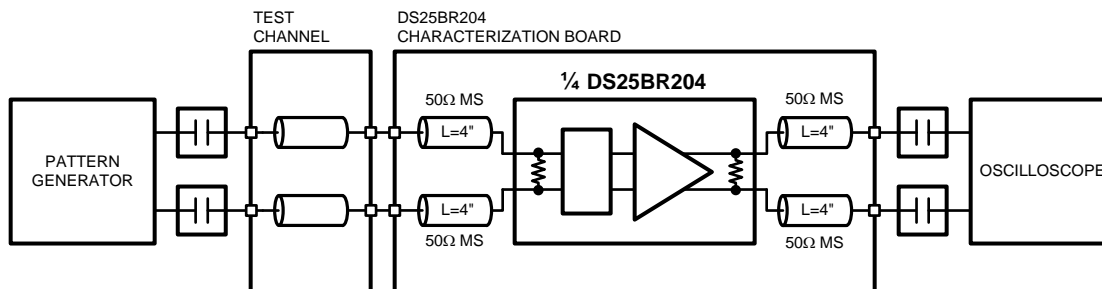 TEST
CHANNEL
DS25BR204
CHARACTERIZATION BOARD
¼ DS25BR204
50Ω MS
50Ω MS
L=4"
L=4"
PATTERN
GENERATOR
OSCILLOSCOPE
L=4"
L=4"
50Ω MS
50Ω MS